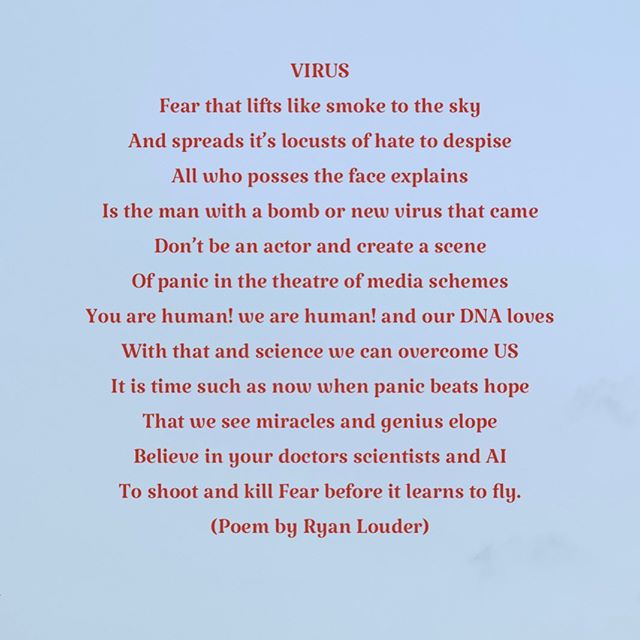 VIRUS
Fear that lifts like smoke to the sky
And spreads it's locusts of hate to despise
All who posses the face explains
Is the man with a bomb or new virus that came
Don't be an actor and create a scene
Of panic in the theatre of media schemes
You are human! we are human! and our DNA loves
With that and science we can overcome US
It is time such as now when panic beats hope
That we see miracles and genius elope
Believe in your doctors scientists and AI
To shoot and kill Fear before it learns to fly.
(Poem by Ryan Louder)